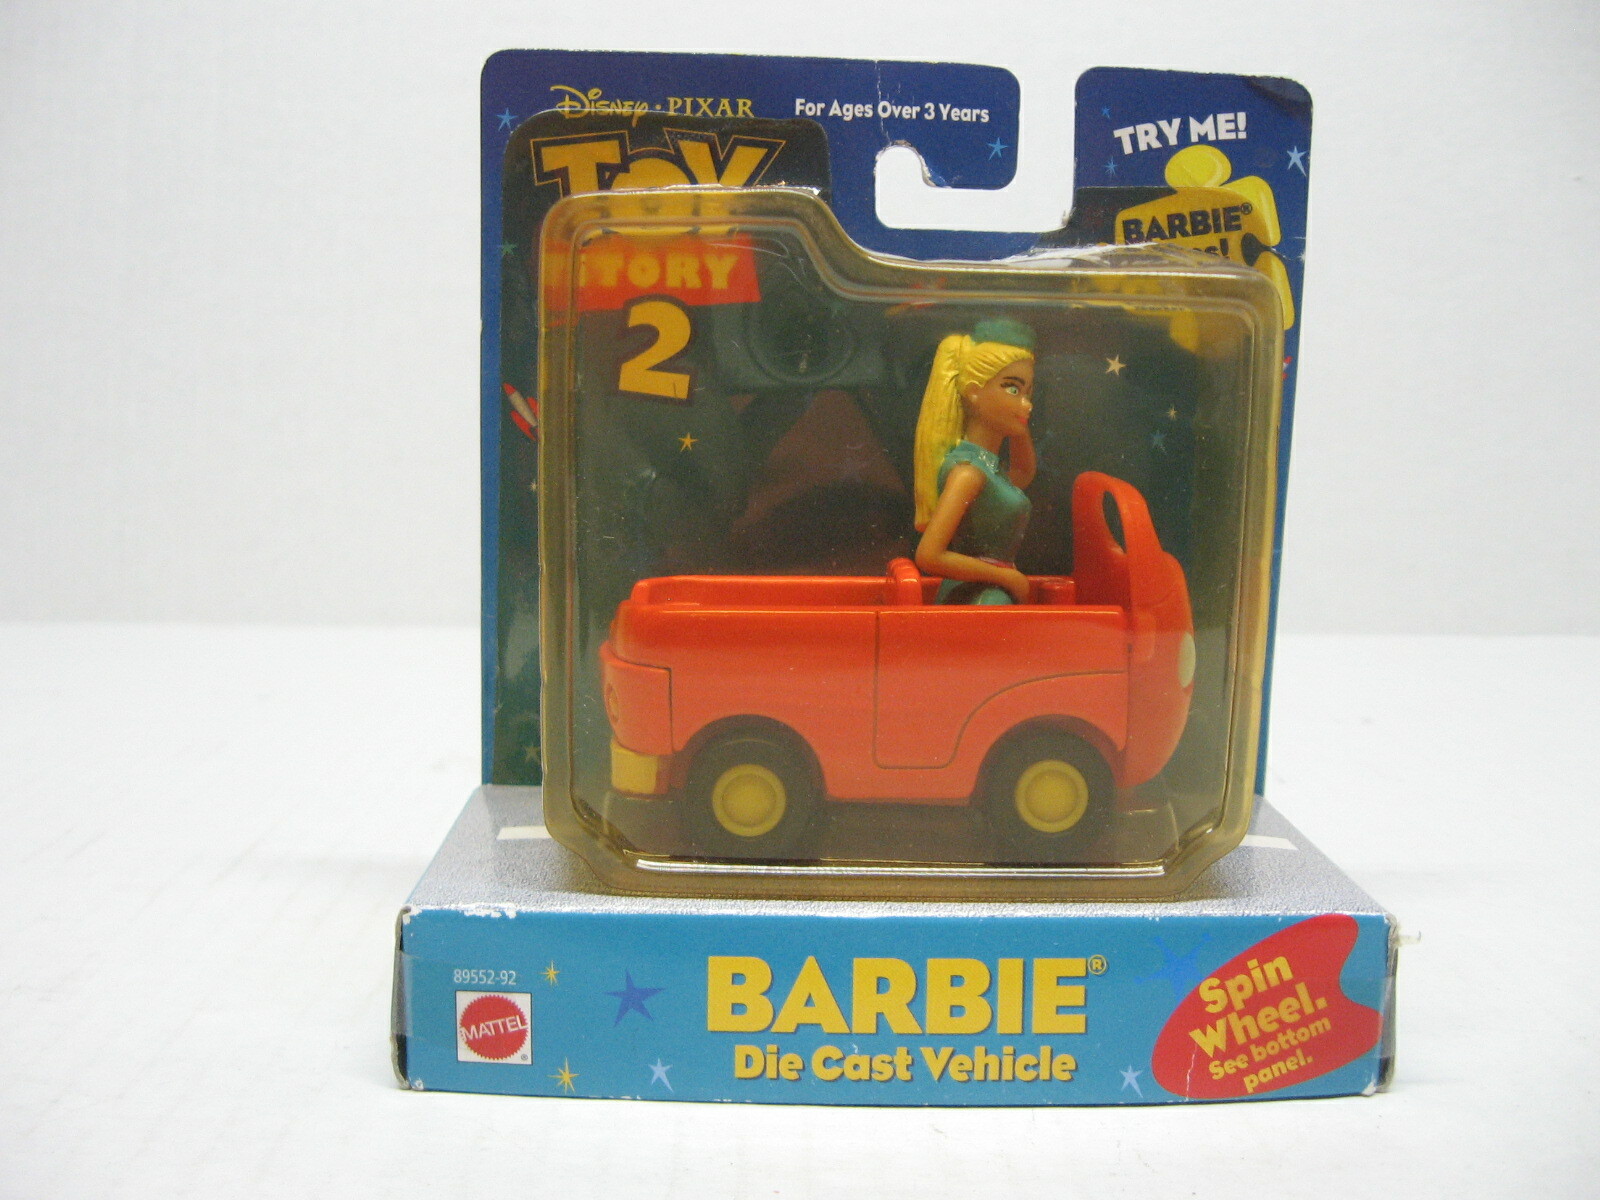 Disney · PIXAR
For Ages Over 3 Years
TRY ME!
TOY
STORY
2
BARBIE®
89552-92
MATTEL
®
BARBIE®
Die Cast Vehicle
Spin
Wheel.
See bottom
panel.